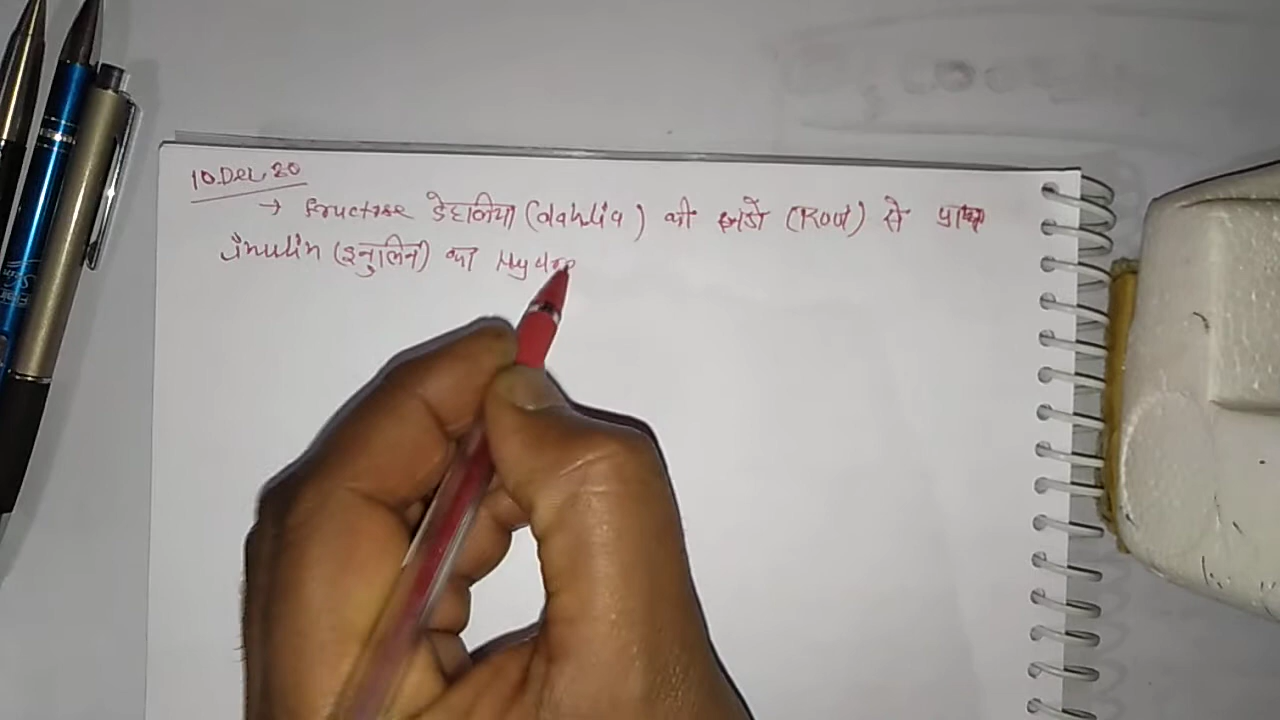 10.Dec.20
→ fructose डेहलीया (dahlia) की जडो (Root) से प्राप्त
inulin (इनुलिन) का Hydro